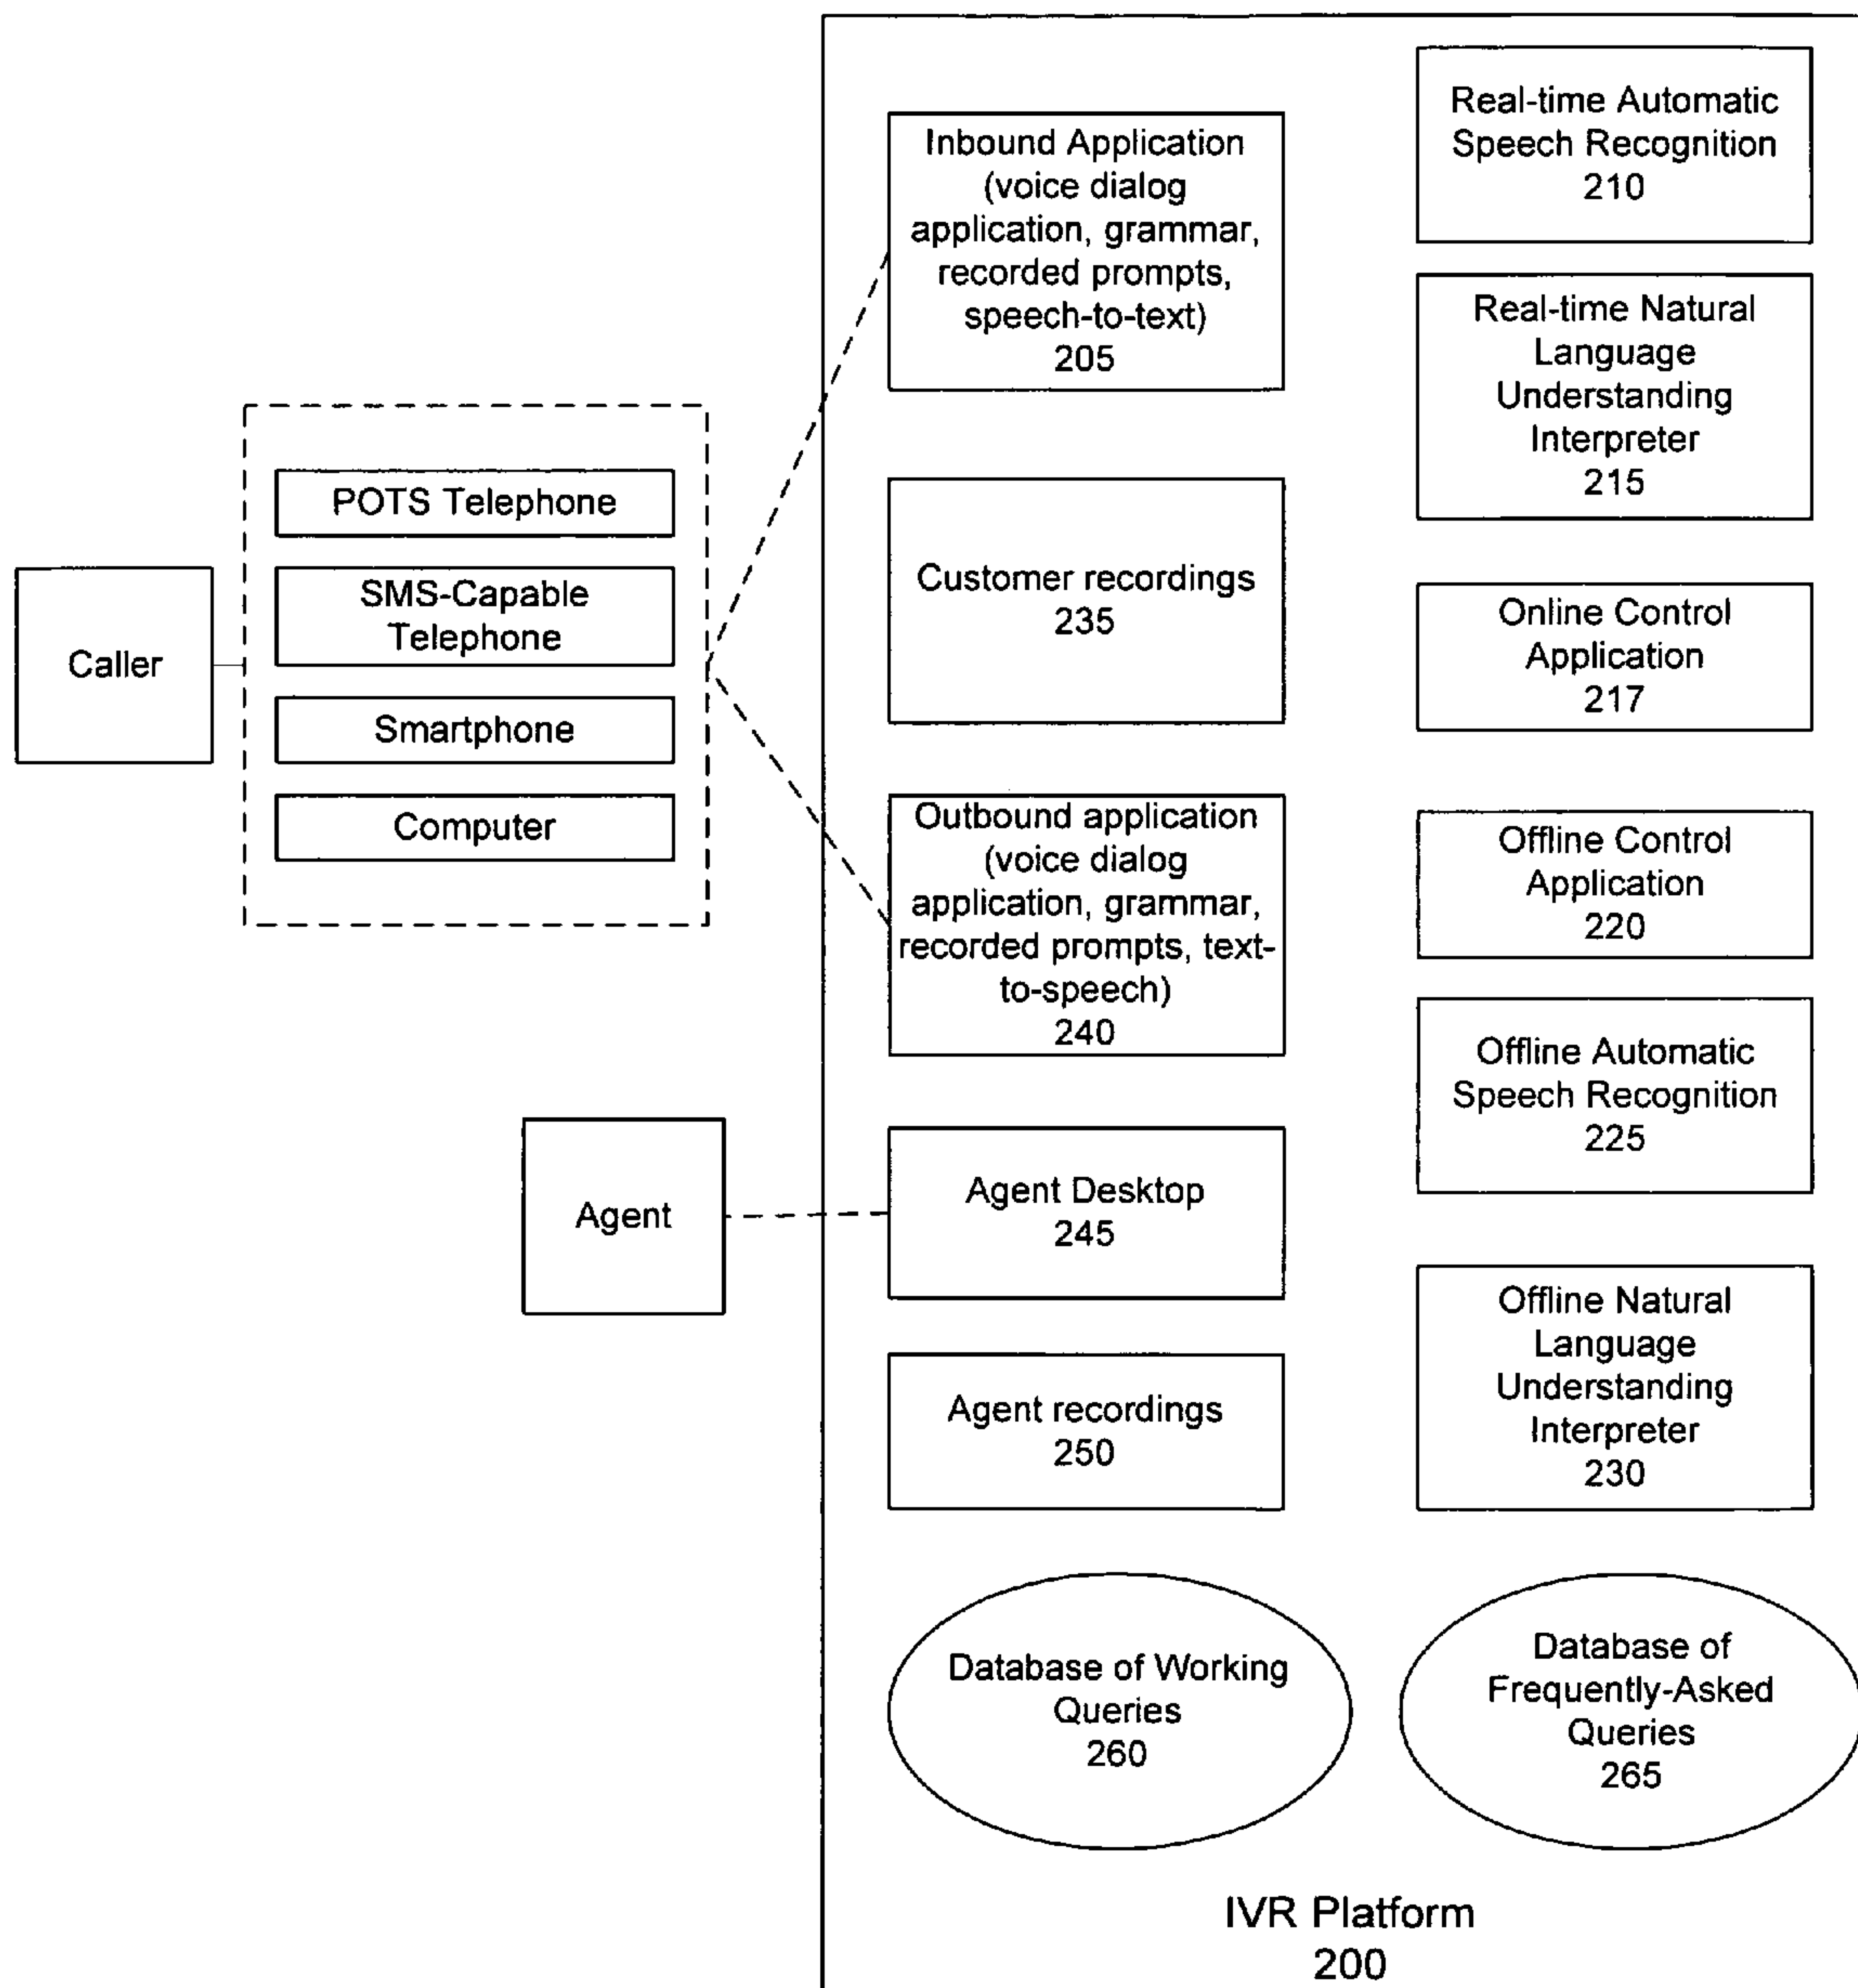 Caller
POTS Telephone
SMS-Capable
Telephone
Smartphone
Computer
Agent
Inbound Application
(voice dialog
application, grammar,
recorded prompts,
speech-to-text)
205
Customer recordings
235
Outbound application
(voice dialog
application, grammar,
recorded prompts, text-
to-speech)
240
Agent Desktop
245
Agent recordings
250
Real-time Automatic
Speech Recognition
210
Real-time Natural
Language
Understanding
Interpreter
215
Online Control
Application
217
Offline Control
Application
220
Offline Automatic
Speech Recognition
225
Offline Natural
Language
Understanding
Interpreter
230
Database of Working
Queries
260
Database of
Frequently-Asked
Queries
265
IVR Platform
200